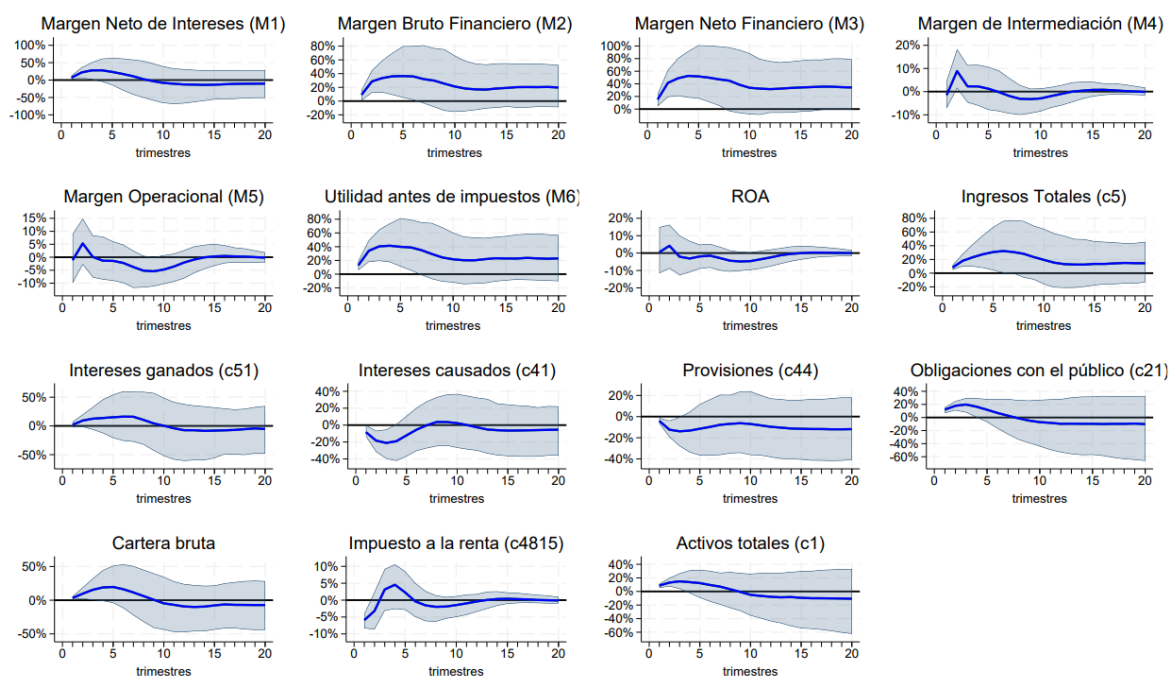 Margen Neto de Intereses (M1)
100%
50%
0%
-50%
-100%
0 5 10 15 20
trimestres
Margen Bruto Financiero (M2)
80%
60%
40%
20%
0%
-20%
0 5 10 15 20
trimestres
Margen Neto Financiero (M3)
100%
80%
60%
40%
20%
0%
0 5 10 15 20
trimestres
Margen de Intermediación (M4)
20%
10%
0%
-10%
0 5 10 15 20
trimestres
Margen Operacional (M5)
15%
10%
5%
0%
-5%
-10%
0 5 10 15 20
trimestres
Utilidad antes de impuestos (M6)
80%
60%
40%
20%
0%
-20%
0 5 10 15 20
trimestres
ROA
20%
10%
0%
-10%
-20%
0 5 10 15 20
trimestres
Ingresos Totales (c5)
80%
60%
40%
20%
0%
-20%
0 5 10 15 20
trimestres
Intereses ganados (c51)
50%
0%
-50%
0 5 10 15 20
trimestres
Intereses causados (c41)
40%
20%
0%
-20%
-40%
0 5 10 15 20
trimestres
Provisiones (c44)
20%
0%
-20%
-40%
0 5 10 15 20
trimestres
Obligaciones con el público (c21)
40%
20%
0%
-20%
-40%
-60%
0 5 10 15 20
trimestres
Cartera bruta
50%
0%
-50%
0 5 10 15 20
trimestres
Impuesto a la renta (c4815)
10%
5%
0%
-5%
-10%
0 5 10 15 20
trimestres
Activos totales (c1)
40%
20%
0%
-20%
-40%
-60%
0 5 10 15 20
trimestres